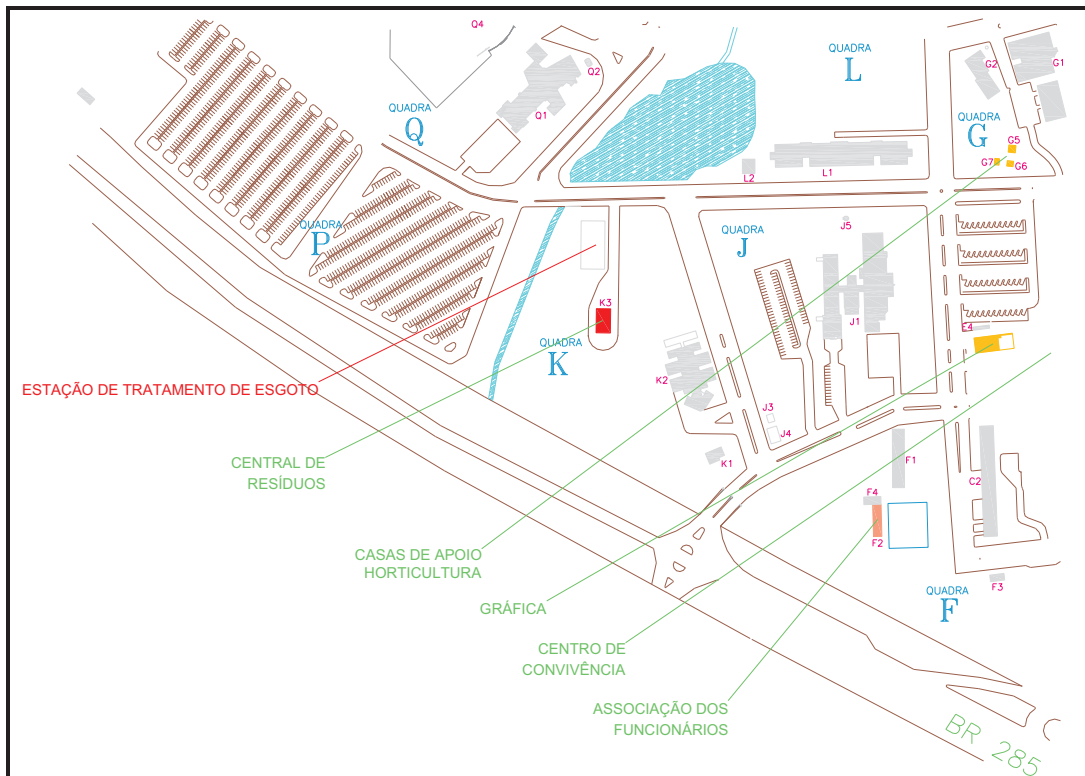 Q4
QUADRA
L
G2
G1
Q2
QUADRA
Q
Q1
QUADRA
G
G5
G7
G6
L2
L1
QUADRA
P
QUADRA
J
J5
K3
J1
E4
QUADRA
K
K2
ESTAÇÃO DE TRATAMENTO DE ESGOTO
J3
J4
CENTRAL DE
RESÍDUOS
K1
F1
C2
F4
F2
CASAS DE APOIO
HORTICULTURA
F3
QUADRA
F
GRÁFICA
CENTRO DE
CONVIVÊNCIA
ASSOCIAÇÃO DOS
FUNCIONÁRIOS
BR 285